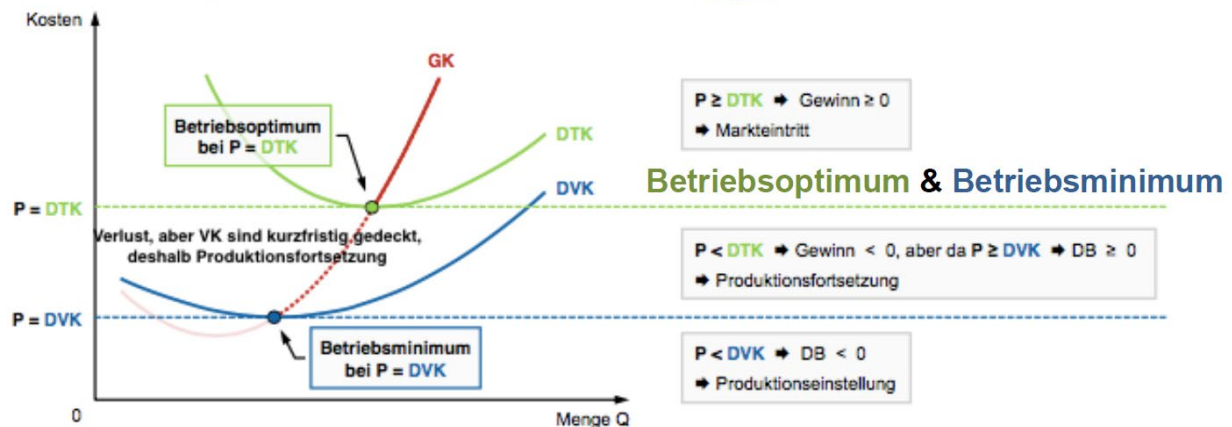 Kosten
GK
P ≥ DTK ➡ Gewinn ≥ 0
➡ Markteintritt
Betriebsoptimum
bei P = DTK
DTK
DVK
Betriebsoptimum & Betriebsminimum
P = DTK
Verlust, aber VK sind kurzfristig gedeckt,
deshalb Produktionsfortsetzung
P < DTK ➡ Gewinn < 0, aber da P ≥ DVK ➡ DB ≥ 0
➡ Produktionsfortsetzung
P = DVK
Betriebsminimum
bei P = DVK
P < DVK ➡ DB < 0
➡ Produktionseinstellung
0
Menge Q